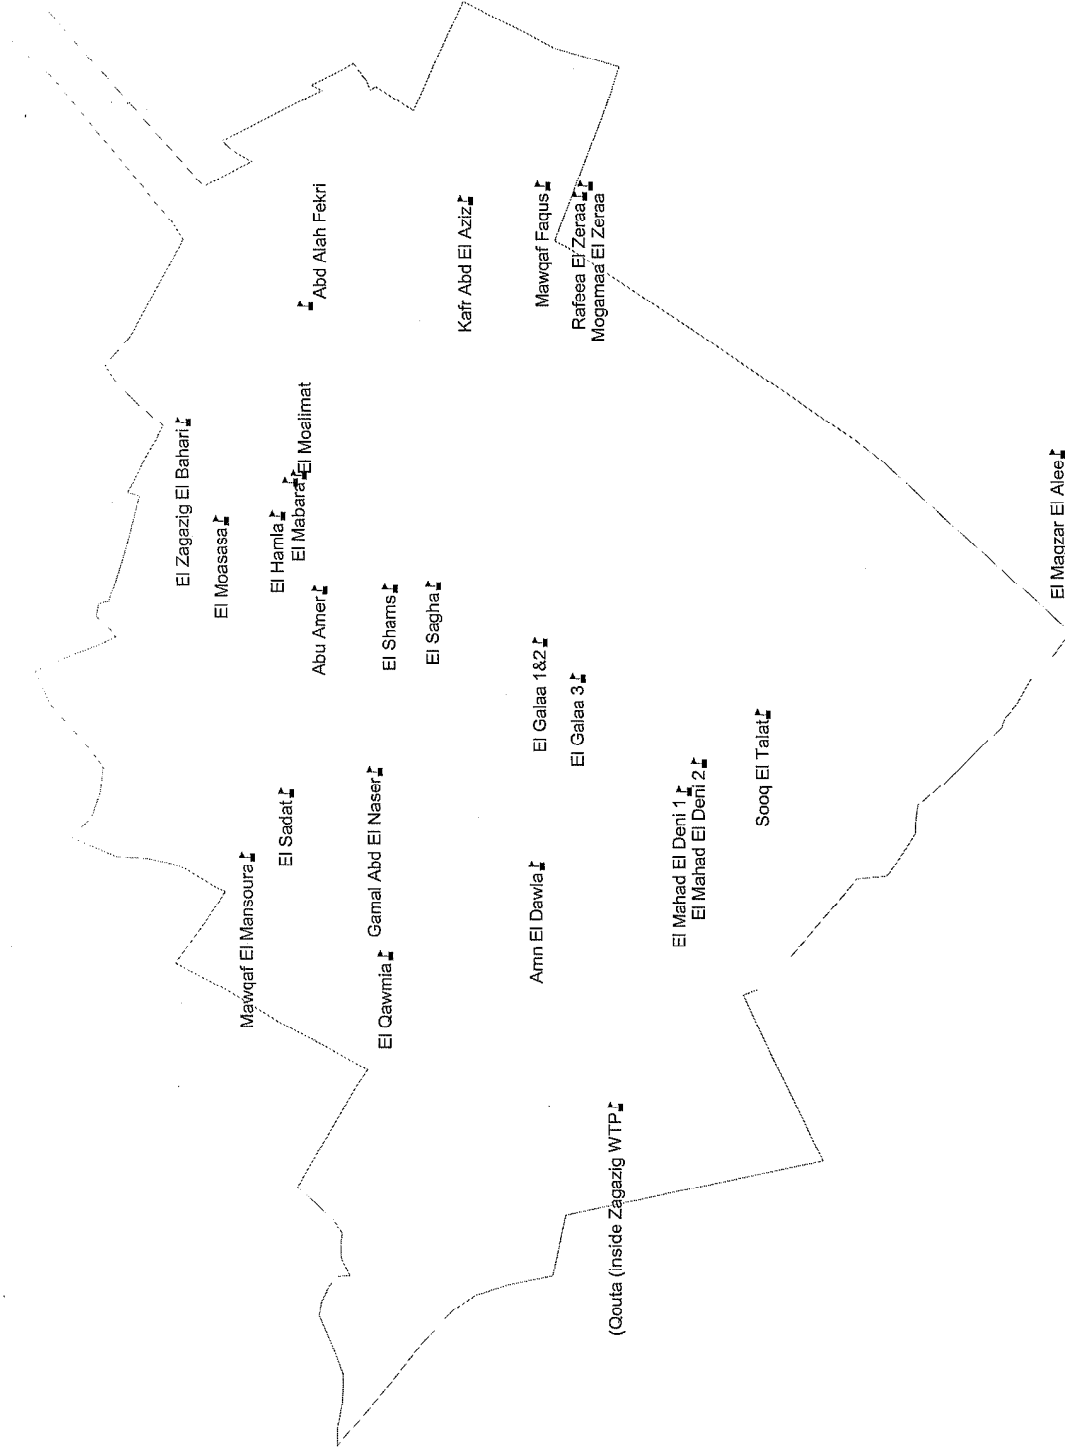 El Zagazig El Bahari
El Moasasa
Mawqaf El Mansoura
El Hamla
El Sadat
El Mabara
El Moalimat
Abd Alah Fekri
Abu Amer
Gamal Abd El Naser
El Qawmia
El Shams
El Sagha
Kafr Abd El Aziz
Amn El Dawla
El Galaa 1&2
Mawqaf Faqus
El Galaa 3
Rafeea El Zeraa
Mogamaa El Zeraa
(Qouta (inside Zagazig WTP
El Mahad El Deni 1
El Mahad El Deni 2
Sooq El Talat
El Magzar El Alee